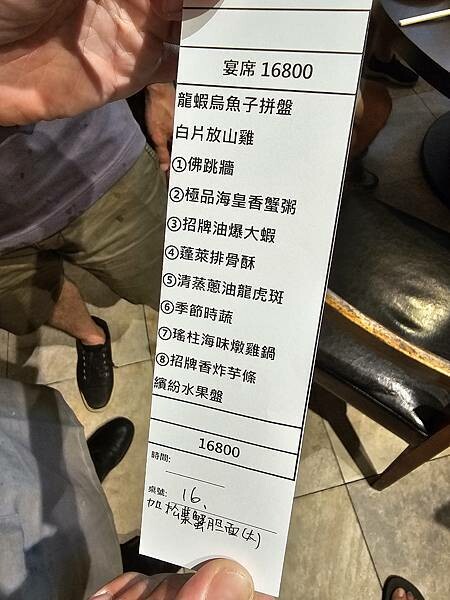 宴席 16800
龍蝦烏魚子拼盤
白片放山雞
①佛跳牆
②極品海皇香蟹粥
③招牌油爆大蝦
④蓬萊排骨酥
⑤清蒸蔥油龍虎斑
⑥季節時蔬
⑦瑤柱海味燉雞鍋
⑧招牌香炸芋條
繽紛水果盤
16800
時間:
桌號: 16.
加 松葉蟹胆面(大)